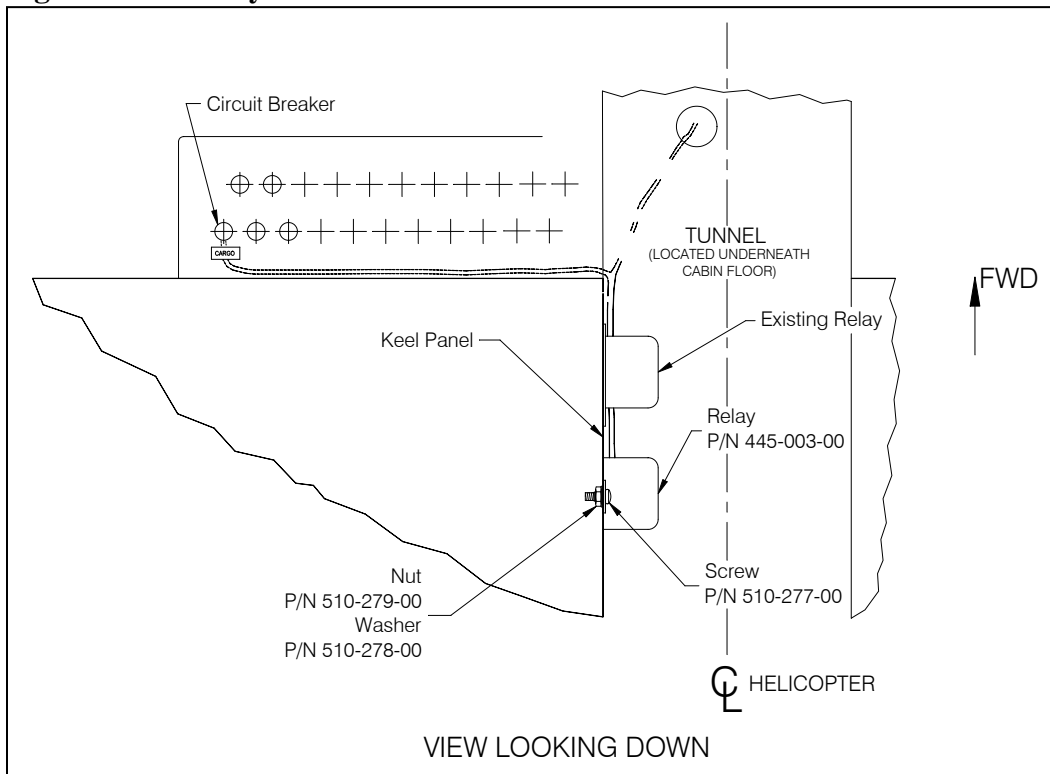 Circuit Breaker
CARGO
TUNNEL
(LOCATED UNDERNEATH
CABIN FLOOR)
FWD
Keel Panel
Existing Relay
Relay
P/N 445-003-00
Nut
P/N 510-279-00
Washer
P/N 510-278-00
Screw
P/N 510-277-00
CL HELICOPTER
VIEW LOOKING DOWN